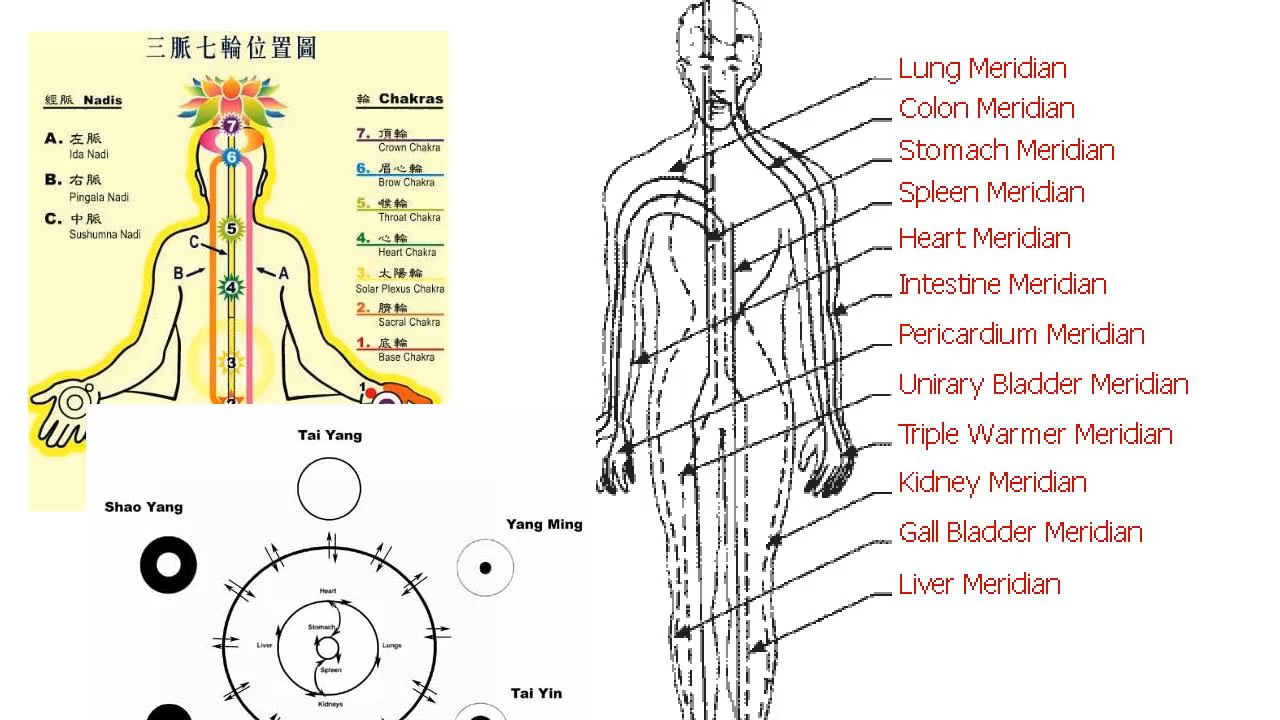 三脈七輪位置圖
經脈 Nadis
A. 左脈
Ida Nadi
B. 右脈
Pingala Nadi
C. 中脈
Sushumna Nadi
輪 Chakras
7. 頂輪
Crown Chakra
6. 眉心輪
Brow Chakra
5. 喉輪
Throat Chakra
4. 心輪
Heart Chakra
3. 太陽輪
Solar Plexus Chakra
2. 臍輪
Sacral Chakra
1. 底輪
Base Chakra
7
6
5
C
B
A
4
3
1
Tai Yang
Shao Yang
Yang Ming
Heart
Stomach
Liver
Lungs
Spleen
Kidneys
Tai Yin
Lung Meridian
Colon Meridian
Stomach Meridian
Spleen Meridian
Heart Meridian
Intestine Meridian
Pericardium Meridian
Unirary Bladder Meridian
Triple Warmer Meridian
Kidney Meridian
Gall Bladder Meridian
Liver Meridian